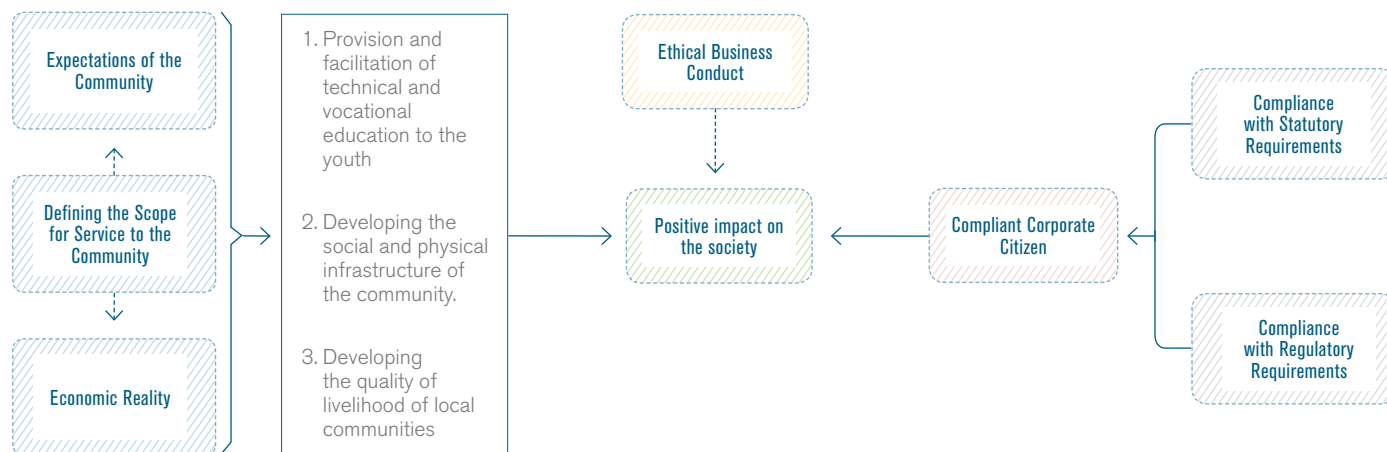 Expectations of the
Community
Defining the Scope
for Service to the
Community
Economic Reality
1. Provision and
facilitation of
technical and
vocational
education to the
youth
2. Developing the
social and physical
infrastructure of
the community.
3. Developing
the quality of
livelihood of local
communities
Ethical Business
Conduct
Positive impact on
the society
Compliant Corporate
Citizen
Compliance
with Statutory
Requirements
Compliance
with Regulatory
Requirements